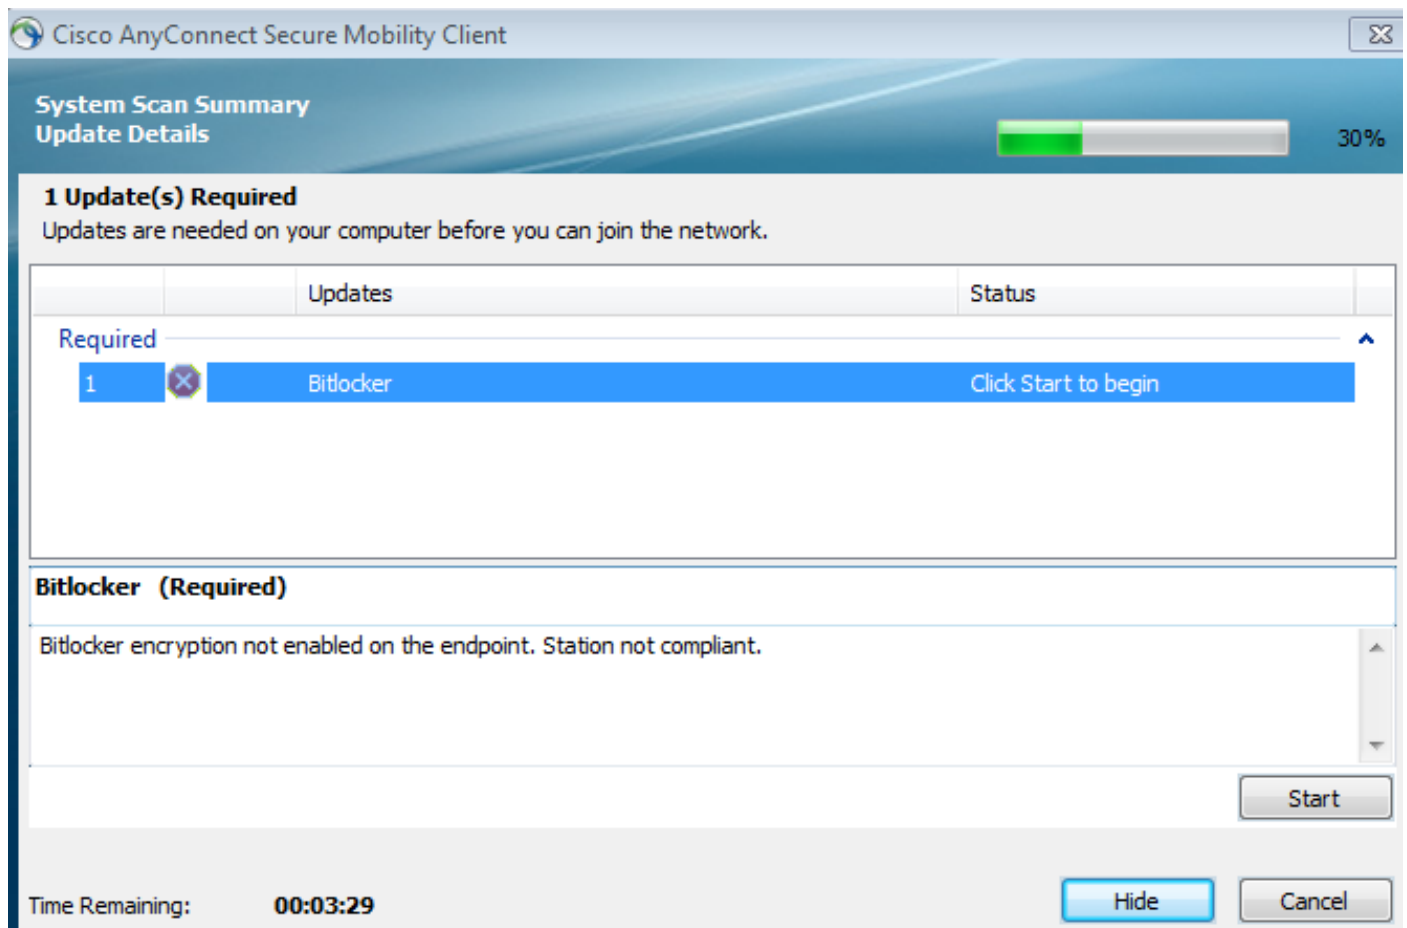 Cisco AnyConnect Secure Mobility Client
System Scan Summary
Update Details
30%
1 Update(s) Required
Updates are needed on your computer before you can join the network.
Updates Status
Required
1 Bitlocker Click Start to begin
Bitlocker (Required)
Bitlocker encryption not enabled on the endpoint. Station not compliant.
Start
Time Remaining: 00:03:29 Hide Cancel